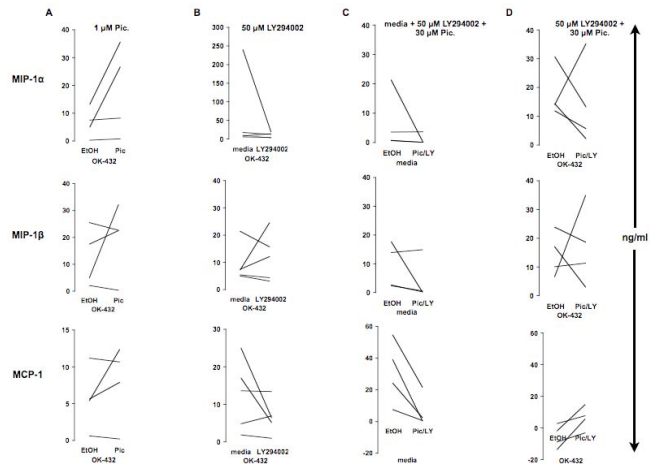 A B C D
1 µM Pic. 50 µM LY294002 media + 50 µM LY294002 + 50 µM LY294002 +
30 µM Pic. 30 µM Pic.
MIP-1α
40 30 20 10 0
EtOH Pic
OK-432
300 250 200 150 100 50 0
media LY294002
OK-432
40 30 20 10 0
EtOH Pic/LY
media
40 30 20 10 0
EtOH Pic/LY
OK-432
MIP-1β
40 30 20 10 0
EtOH Pic
OK-432
40 30 20 10 0
media LY294002
OK-432
40 30 20 10 0
EtOH Pic/LY
media
40 30 20 10 0
EtOH Pic/LY
OK-432
ng/ml
MCP-1
15 10 5 0
EtOH Pic
OK-432
30 20 10 0
media LY294002
OK-432
60 40 20 0 -20
EtOH Pic/LY
media
60 40 20 0 -20
EtOH Pic/LY
OK-432